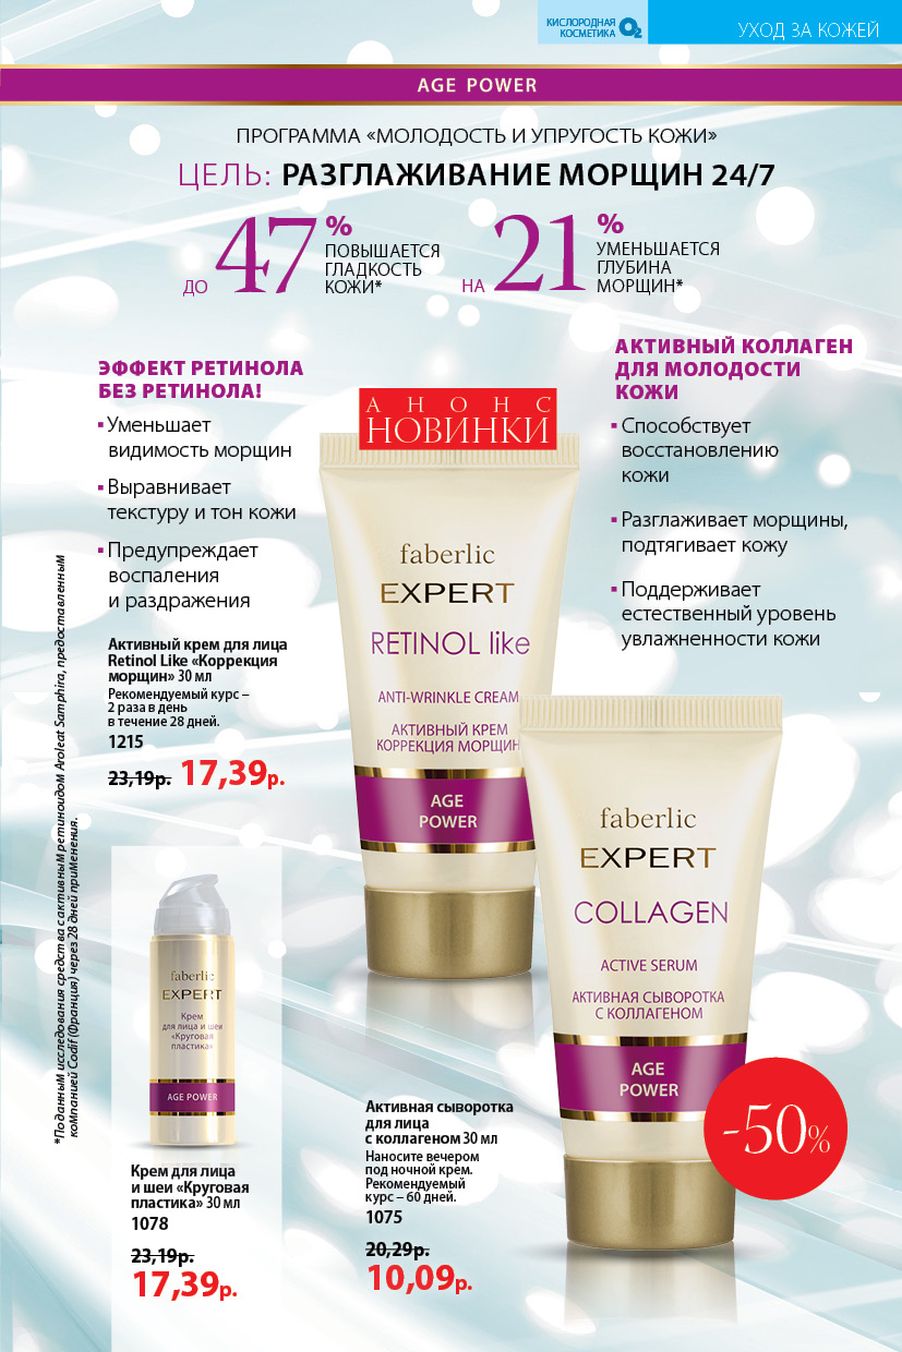 КИСЛОРОДНАЯ
КОСМЕТИКА O2
УХОД ЗА КОЖЕЙ
AGE POWER
ПРОГРАММА «МОЛОДОСТЬ И УПРУГОСТЬ КОЖИ»
ЦЕЛЬ: РАЗГЛАЖИВАНИЕ МОРЩИН 24/7
ДО 47%
ПОВЫШАЕТСЯ
ГЛАДКОСТЬ
КОЖИ*
НА 21%
УМЕНЬШАЕТСЯ
ГЛУБИНА
МОРЩИН*
ЭФФЕКТ РЕТИНОЛА
БЕЗ РЕТИНОЛА!
▪ Уменьшает
видимость морщин
▪ Выравнивает
текстуру и тон кожи
▪ Предупреждает
воспаления
и раздражения
Активный крем для лица
Retinol Like «Коррекция
морщин» 30 мл
Рекомендуемый курс –
2 раза в день
в течение 28 дней.
1215
23,19р. 17,39р.
АНОНС
НОВИНКИ
faberlic
EXPERT
RETINOL like
ANTI-WRINKLE CREAM
АКТИВНЫЙ КРЕМ
КОРРЕКЦИЯ МОРЩИН
AGE
POWER
АКТИВНЫЙ КОЛЛАГЕН
ДЛЯ МОЛОДОСТИ
КОЖИ
▪ Способствует
восстановлению
кожи
▪ Разглаживает морщины,
подтягивает кожу
▪ Поддерживает
естественный уровень
увлажненности кожи
faberlic
EXPERT
COLLAGEN
ACTIVE SERUM
АКТИВНАЯ СЫВОРОТКА
С КОЛЛАГЕНОМ
AGE
POWER
-50%
*По данным исследования средства с активным ретиноидом Aroleat Samphira, предоставленным
компанией Codif (Франция) через 28 дней применения.
faberlic
EXPERT
Крем
для лица и шеи
«Круговая
пластика»
AGE POWER
Крем для лица
и шеи «Круговая
пластика» 30 мл
1078
23,19р.
17,39р.
Активная сыворотка
для лица
с коллагеном 30 мл
Наносите вечером
под ночной крем.
Рекомендуемый
курс – 60 дней.
1075
20,29р.
10,09р.